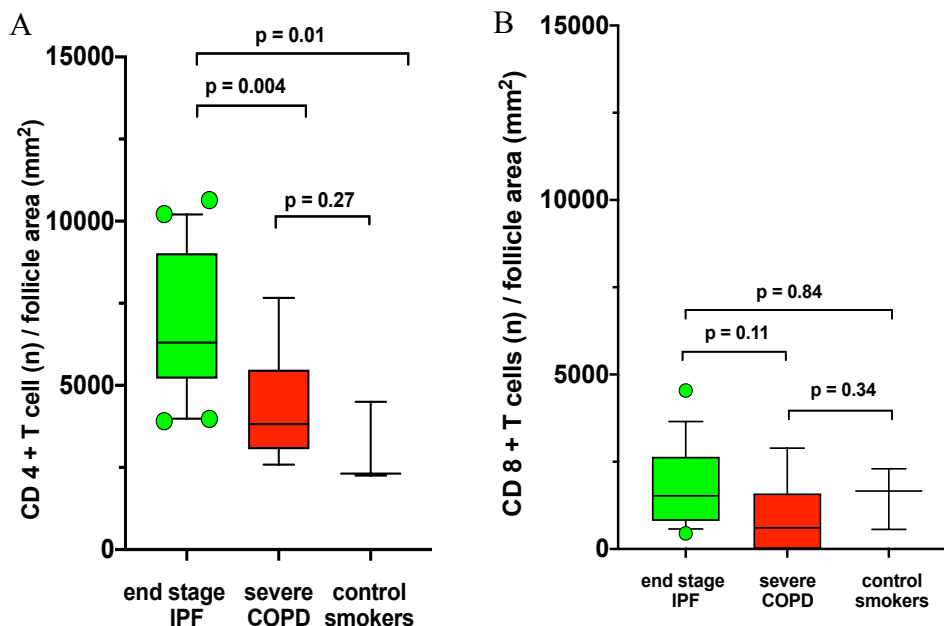 A
CD 4 + T cell (n) / follicle area (mm²)
15000
10000
5000
0
p = 0.01
p = 0.004
p = 0.27
end stage
IPF
severe
COPD
control
smokers
B
CD 8 + T cells (n) / follicle area (mm²)
15000
10000
5000
0
p = 0.84
p = 0.11
p = 0.34
end stage
IPF
severe
COPD
control
smokers